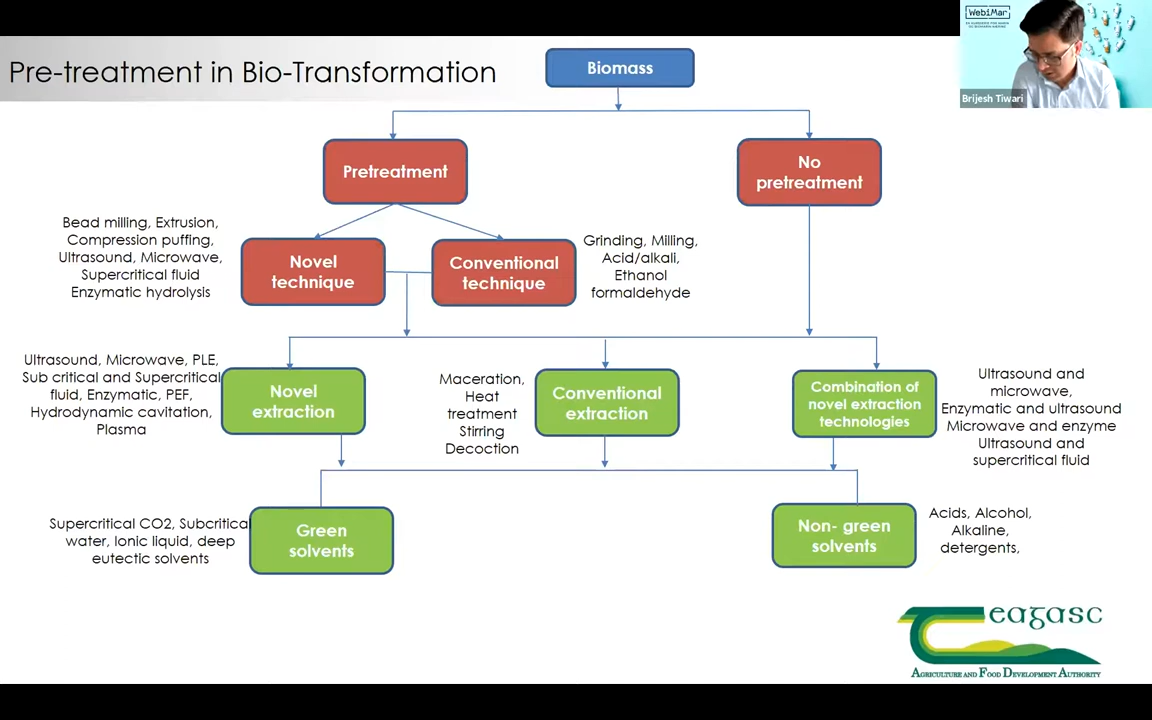 Pre-treatment in Bio-Transformation
Biomass
WebiMar
Brijesh Tiwari
Pretreatment
No
pretreatment
Bead milling, Extrusion,
Compression puffing,
Ultrasound, Microwave,
Supercritical fluid
Enzymatic hydrolysis
Novel
technique
Conventional
technique
Grinding, Milling,
Acid/alkali,
Ethanol
formaldehyde
Ultrasound, Microwave, PLE,
Sub critical and Supercritical
fluid, Enzymatic, PEF,
Hydrodynamic cavitation,
Plasma
Novel
extraction
Maceration,
Heat
treatment
Stirring
Decoction
Conventional
extraction
Combination of
novel extraction
technologies
Ultrasound and
microwave,
Enzymatic and ultrasound
Microwave and enzyme
Ultrasound and
supercritical fluid
Supercritical CO2, Subcritical
water, Ionic liquid, deep
eutectic solvents
Green
solvents
Non- green
solvents
Acids, Alcohol,
Alkaline,
detergents,
Teagasc
AGRICULTURE AND FOOD DEVELOPMENT AUTHORITY